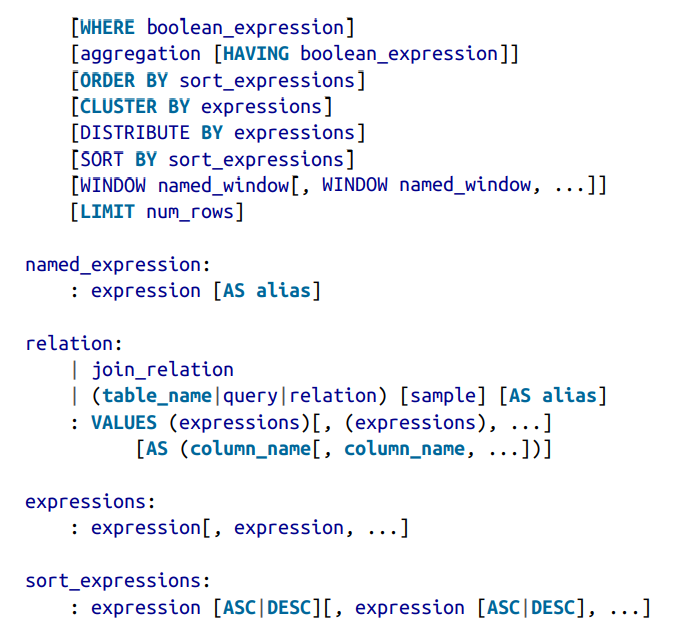 [WHERE boolean_expression]
[aggregation [HAVING boolean_expression]]
[ORDER BY sort_expressions]
[CLUSTER BY expressions]
[DISTRIBUTE BY expressions]
[SORT BY sort_expressions]
[WINDOW named_window[, WINDOW named_window, ...]]
[LIMIT num_rows]
named_expression:
: expression [AS alias]
relation:
| join_relation
| (table_name|query|relation) [sample] [AS alias]
: VALUES (expressions)[, (expressions), ...]
[AS (column_name[, column_name, ...])]
expressions:
: expression[, expression, ...]
sort_expressions:
: expression [ASC|DESC][, expression [ASC|DESC], ...]